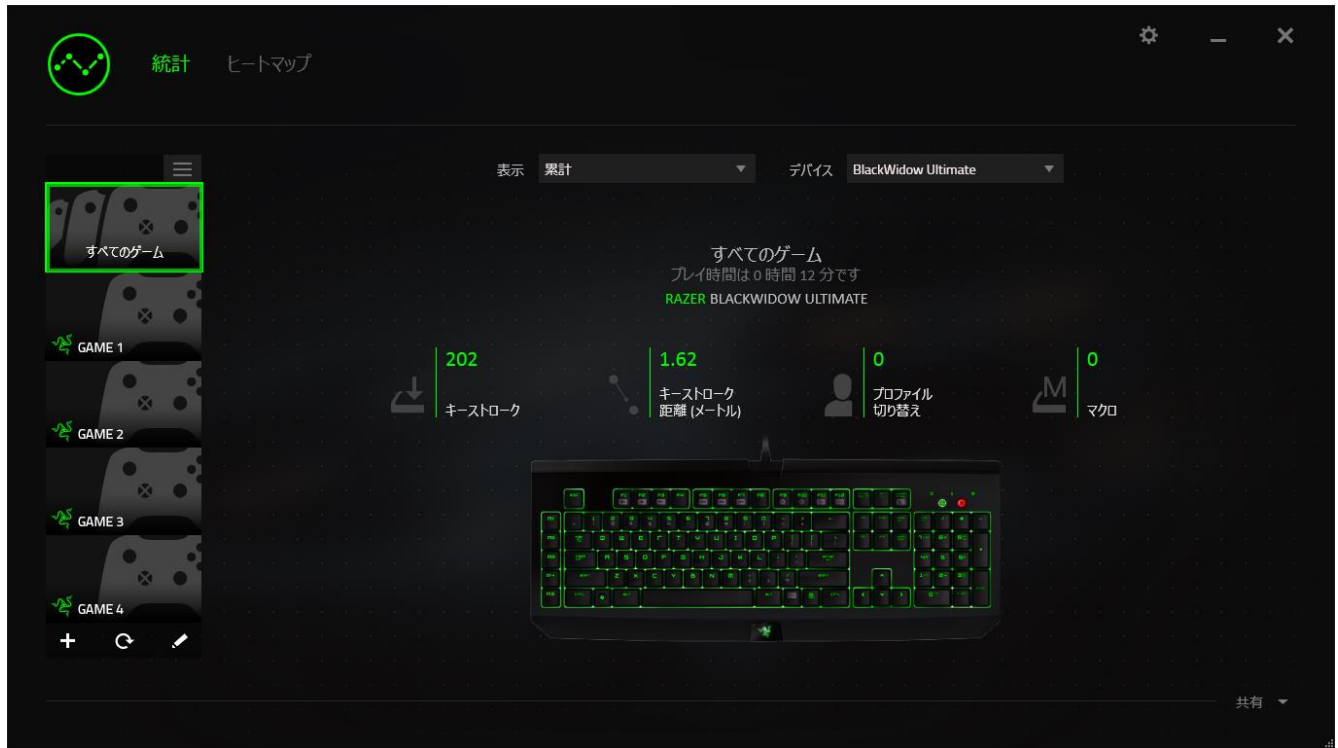 統計 ヒートマップ
表示 累計 デバイス BlackWidow Ultimate
すべてのゲーム
GAME 1
GAME 2
GAME 3
GAME 4
すべてのゲーム
プレイ時間は 0 時間 12 分です
RAZER BLACKWIDOW ULTIMATE
202
キーストローク
1.62
キーストローク
距離 (メートル)
0
プロファイル
切り替え
0
マクロ
共有